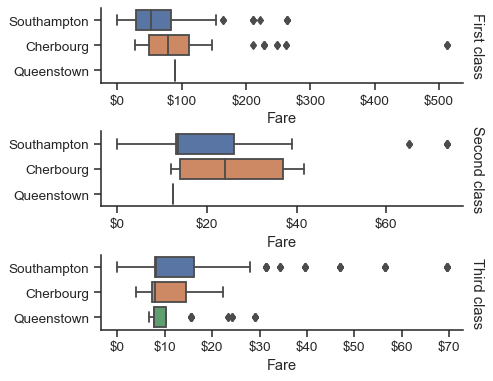 Southampton
Cherbourg
Queenstown
$0 $100 $200 $300 $400 $500
Fare
First class
Southampton
Cherbourg
Queenstown
$0 $20 $40 $60
Fare
Second class
Southampton
Cherbourg
Queenstown
$0 $10 $20 $30 $40 $50 $60 $70
Fare
Third class